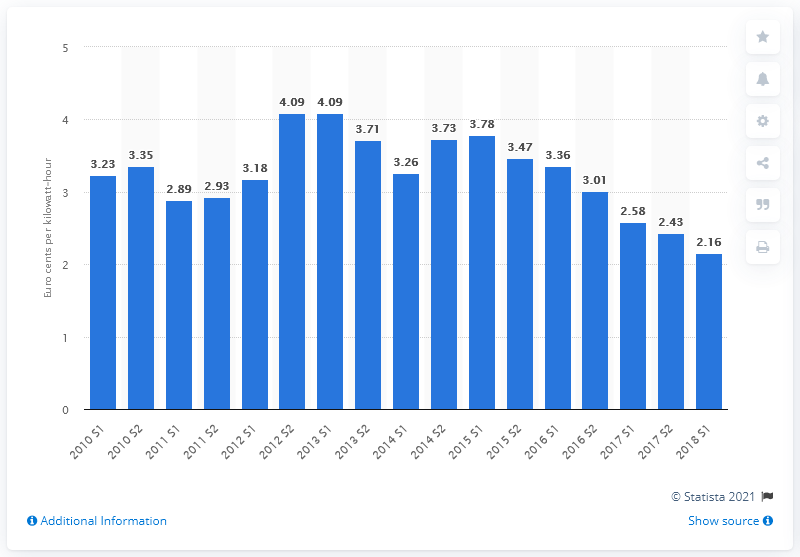 5
4
3
2
1
0
Euro cents per kilowatt-hour
3.23
3.35
2.89
2.93
3.18
4.09
4.09
3.71
3.26
3.73
3.78
3.47
3.36
3.01
2.58
2.43
2.16
2010 S1
2010 S2
2011 S1
2011 S2
2012 S1
2012 S2
2013 S1
2013 S2
2014 S1
2014 S2
2015 S1
2015 S2
2016 S1
2016 S2
2017 S1
2017 S2
2018 S1
© Statista 2021
Additional Information
Show source